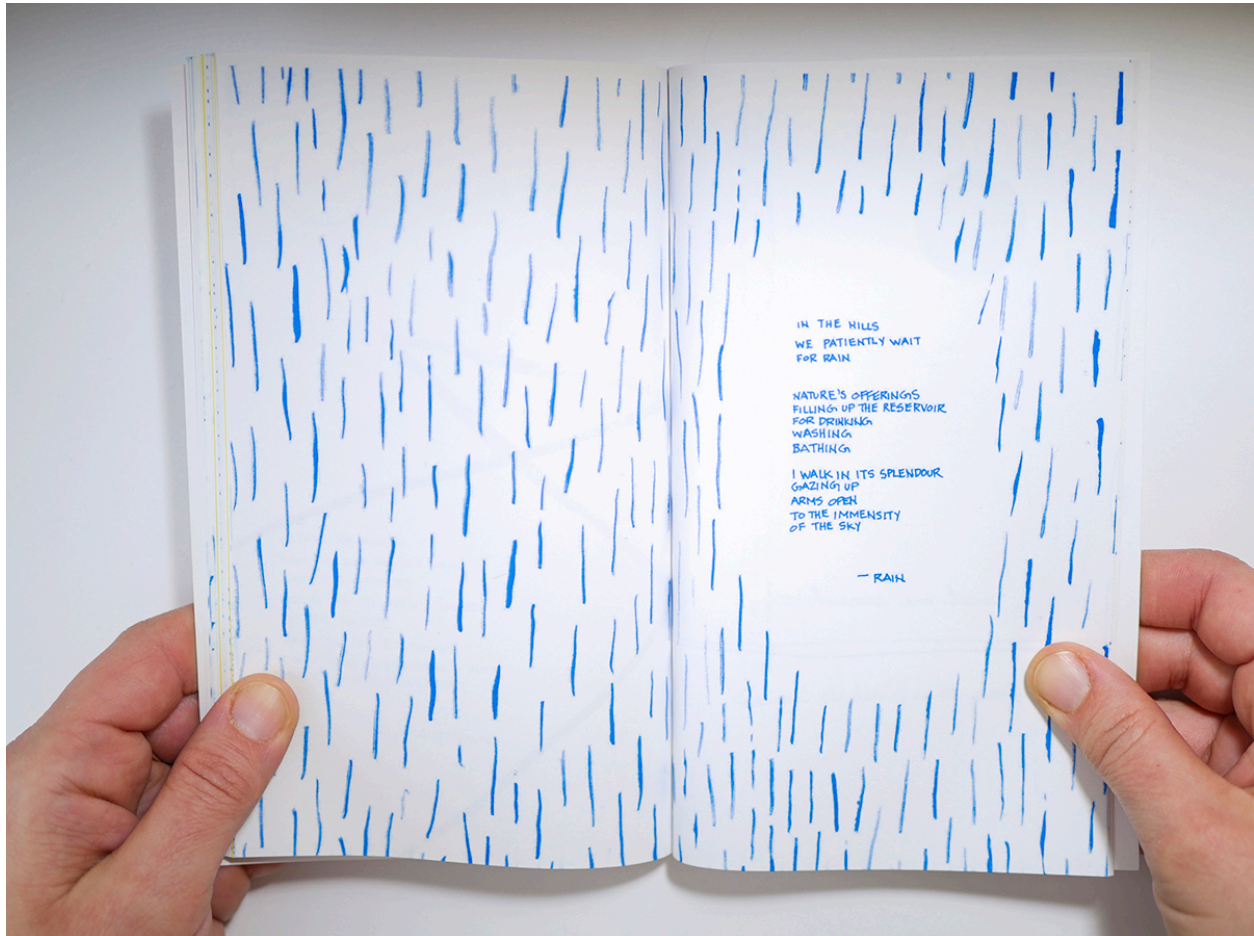 IN THE HILLS
WE PATIENTLY WAIT
FOR RAIN
NATURE'S OFFERINGS
FILLING UP THE RESERVOIR
FOR DRINKING
WASHING
BATHING
I WALK IN ITS SPLENDOUR
GAZING UP
ARMS OPEN
TO THE IMMENSITY
OF THE SKY
— RAIN